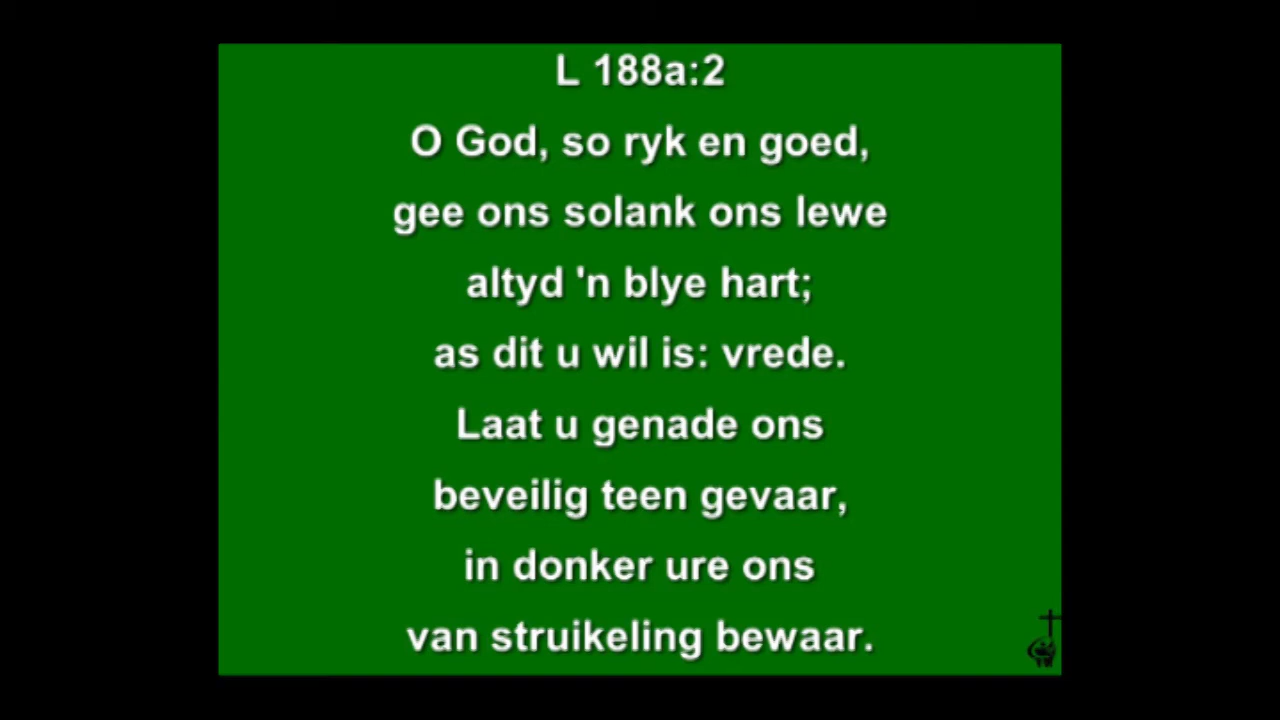 L 188a:2
O God, so ryk en goed,
gee ons solank ons lewe
altyd 'n blye hart;
as dit u wil is: vrede.
Laat u genade ons
beveilig teen gevaar,
in donker ure ons
van struikeling bewaar.